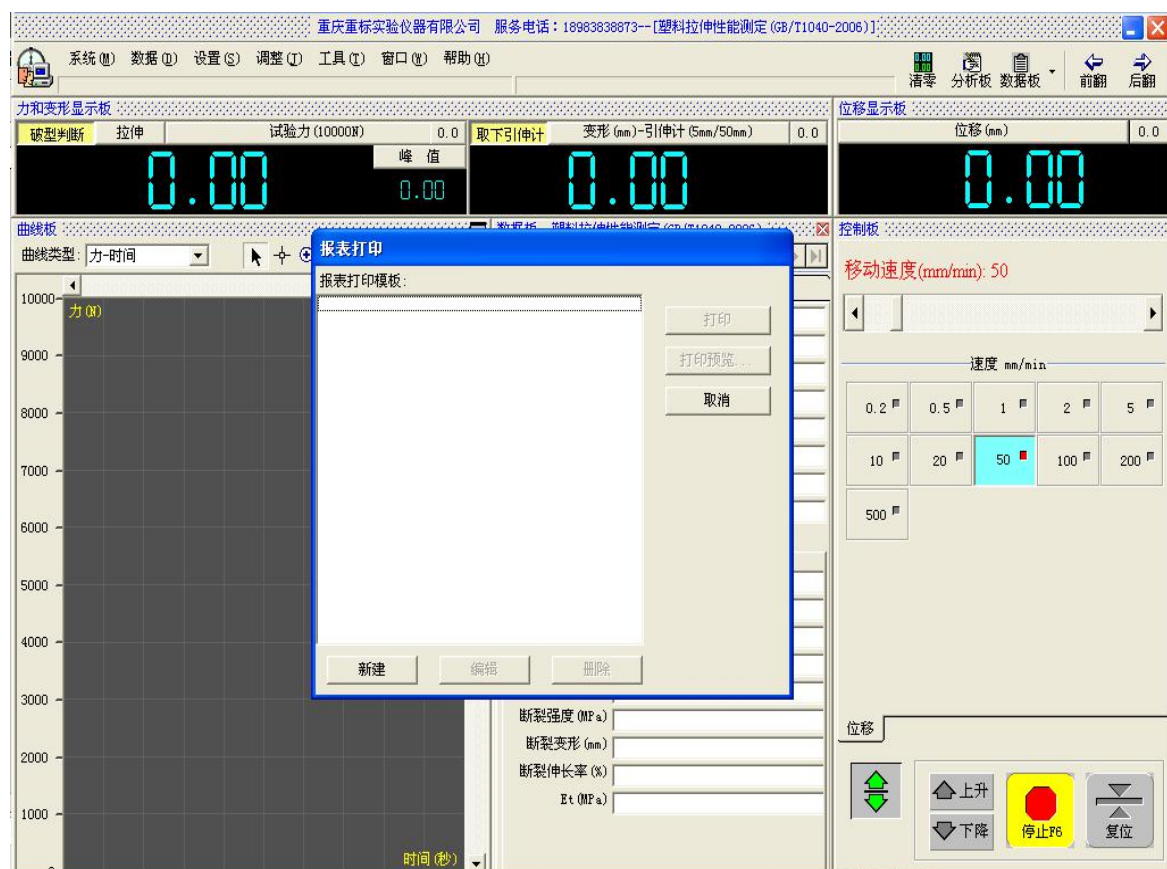 重庆重标实验仪器有限公司 服务电话：18983838873--[塑料拉伸性能测定(GB/T1040-2006)]
系统(M) 数据(D) 设置(S) 调整(T) 工具(T) 窗口(W) 帮助(H)
0.00 0.00
清零 分析板 数据板 前翻 后翻
力和变形显示板
破型判断 拉伸 试验力(10000N) 0.0
峰 值
0.00 0.00
取下引伸计 变形(mm)-引伸计(5mm/50mm) 0.0
0.00
位移显示板
位移(mm) 0.0
0.00
曲线板
曲线类型: 力-时间
力(N)
10000
9000
8000
7000
6000
5000
4000
3000
2000
1000
时间(秒)
报表打印
报表打印模板:
打印
打印预览...
取消
新建 编辑 删除
断裂强度(MPa)
断裂变形(mm)
断裂伸长率(%)
Et(MPa)
控制板
移动速度(mm/min): 50
速度 mm/min
0.2 0.5 1 2 5
10 20 50 100 200
500
位移
上升
下降
停止F6
复位